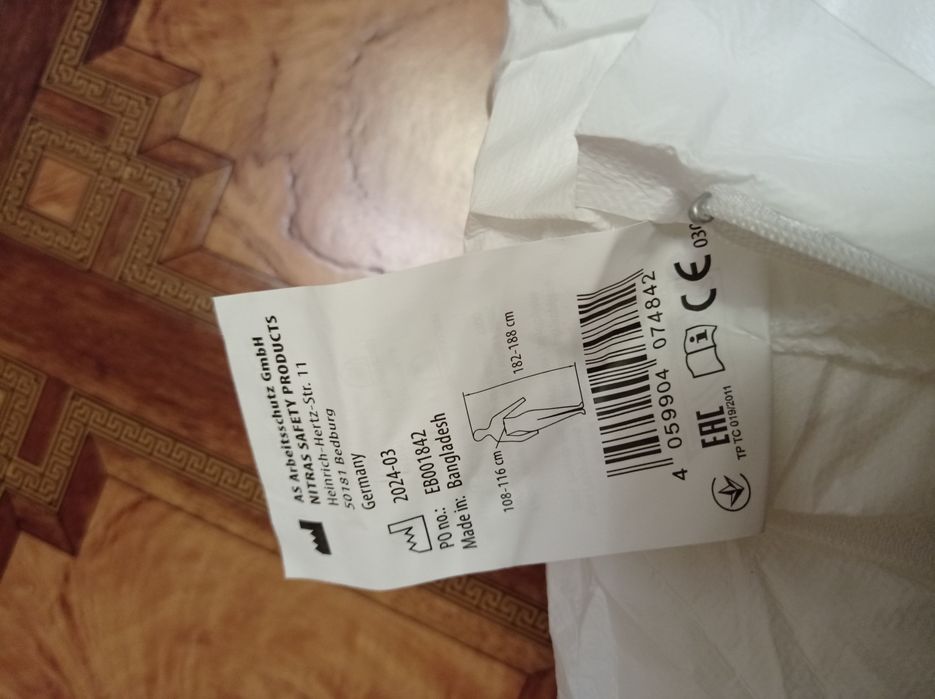 AS Arbeitsschutz GmbH
NITRAS SAFETY PRODUCTS
Heinrich-Hertz-Str. 11
50181 Bedburg
Germany
2024-03
PO no.: EB001842
Made in: Bangladesh
182-188 cm
108-116 cm
4 059904 074842
EAC CE
TP TC 019/2011